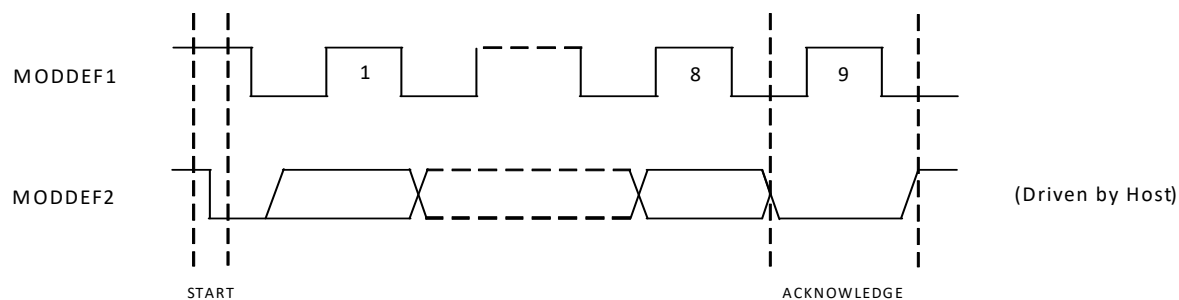 MODDEF1
1
8
9
MODDEF2
(Driven by Host)
START
ACKNOWLEDGE